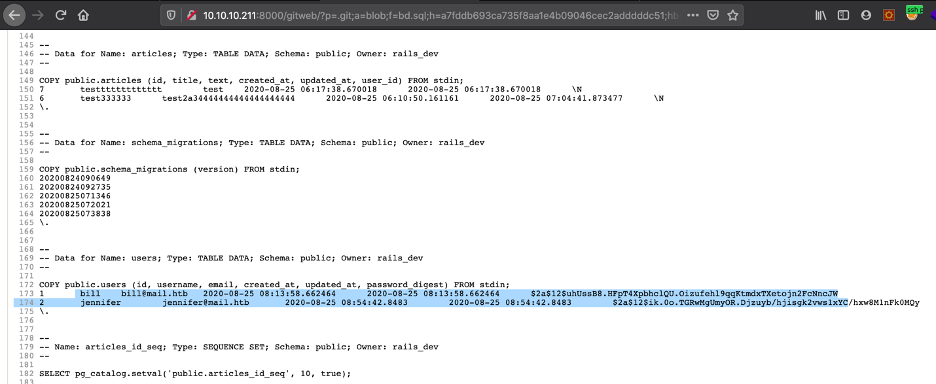 10.10.10.211:8000/gitweb/?p=.git;a=blob;f=bd.sql;h=a7fddb693ca735f8aa1e4b09046cec2adddddc51;hb
ssh p
144
145 --
146 -- Data for Name: articles; Type: TABLE DATA; Schema: public; Owner: rails_dev
147 --
148
149 COPY public.articles (id, title, text, created_at, updated_at, user_id) FROM stdin;
150 7 testttttttttttttt test 2020-08-25 06:17:38.670018 2020-08-25 06:17:38.670018 \N
151 6 test333333 2020-08-25 06:10:50.161161 2020-08-25 07:04:41.873477 \N
152 \.
153
154
155 --
156 -- Data for Name: schema_migrations; Type: TABLE DATA; Schema: public; Owner: rails_dev
157 --
158
159 COPY public.schema_migrations (version) FROM stdin;
160 20200824090649
161 20200824092735
162 20200825071346
163 20200825072021
164 20200825073838
165 \.
166
167
168 --
169 -- Data for Name: users; Type: TABLE DATA; Schema: public; Owner: rails_dev
170 --
171
172 COPY public.users (id, username, email, created_at, updated_at, password_digest) FROM stdin;
173 1 bill bill@mail.htb 2020-08-25 08:13:58.662464 2020-08-25 08:13:58.662464 $2a$12$uhUssB8.HFpT4XpbhclQU.Oizufehl9qqKtmdxTXetojn2FcNncJW
174 2 jennifer jennifer@mail.htb 2020-08-25 08:54:42.8483 2020-08-25 08:54:42.8483 $2a$12$ik.0o.TGRwMgUmyOR.Djzuyb/hjisgk2vws1xYC/hxw8M1nFk0MQy
175 \.
176
177
178 --
179 -- Name: articles_id_seq; Type: SEQUENCE SET; Schema: public; Owner: rails_dev
180 --
181
182 SELECT pg_catalog.setval('public.articles_id_seq', 10, true);
183